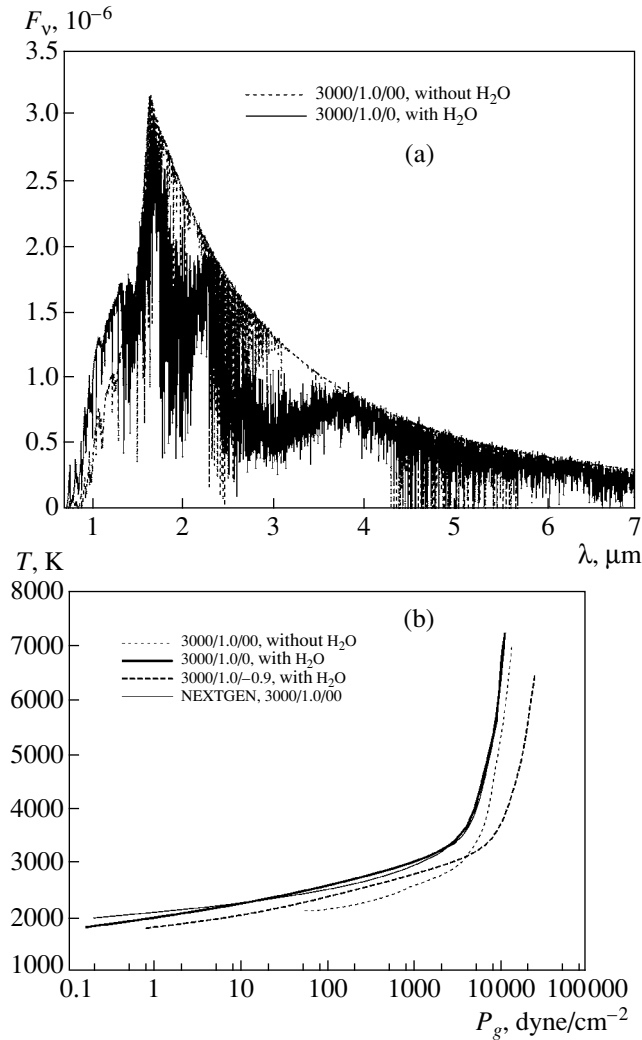 F_ν, 10^–6
3.5
3.0
2.5
2.0
1.5
1.0
0.5
0
3000/1.0/00, without H₂O
3000/1.0/0, with H₂O
(a)
1 2 3 4 5 6 7
λ, μm
T, K
8000
7000
6000
5000
4000
3000
2000
1000
(b)
3000/1.0/00, without H₂O
3000/1.0/0, with H₂O
3000/1.0/–0.9, with H₂O
NEXTGEN, 3000/1.0/00
0.1 1 10 100 1000 10000 100000
P_g, dyne/cm^–2